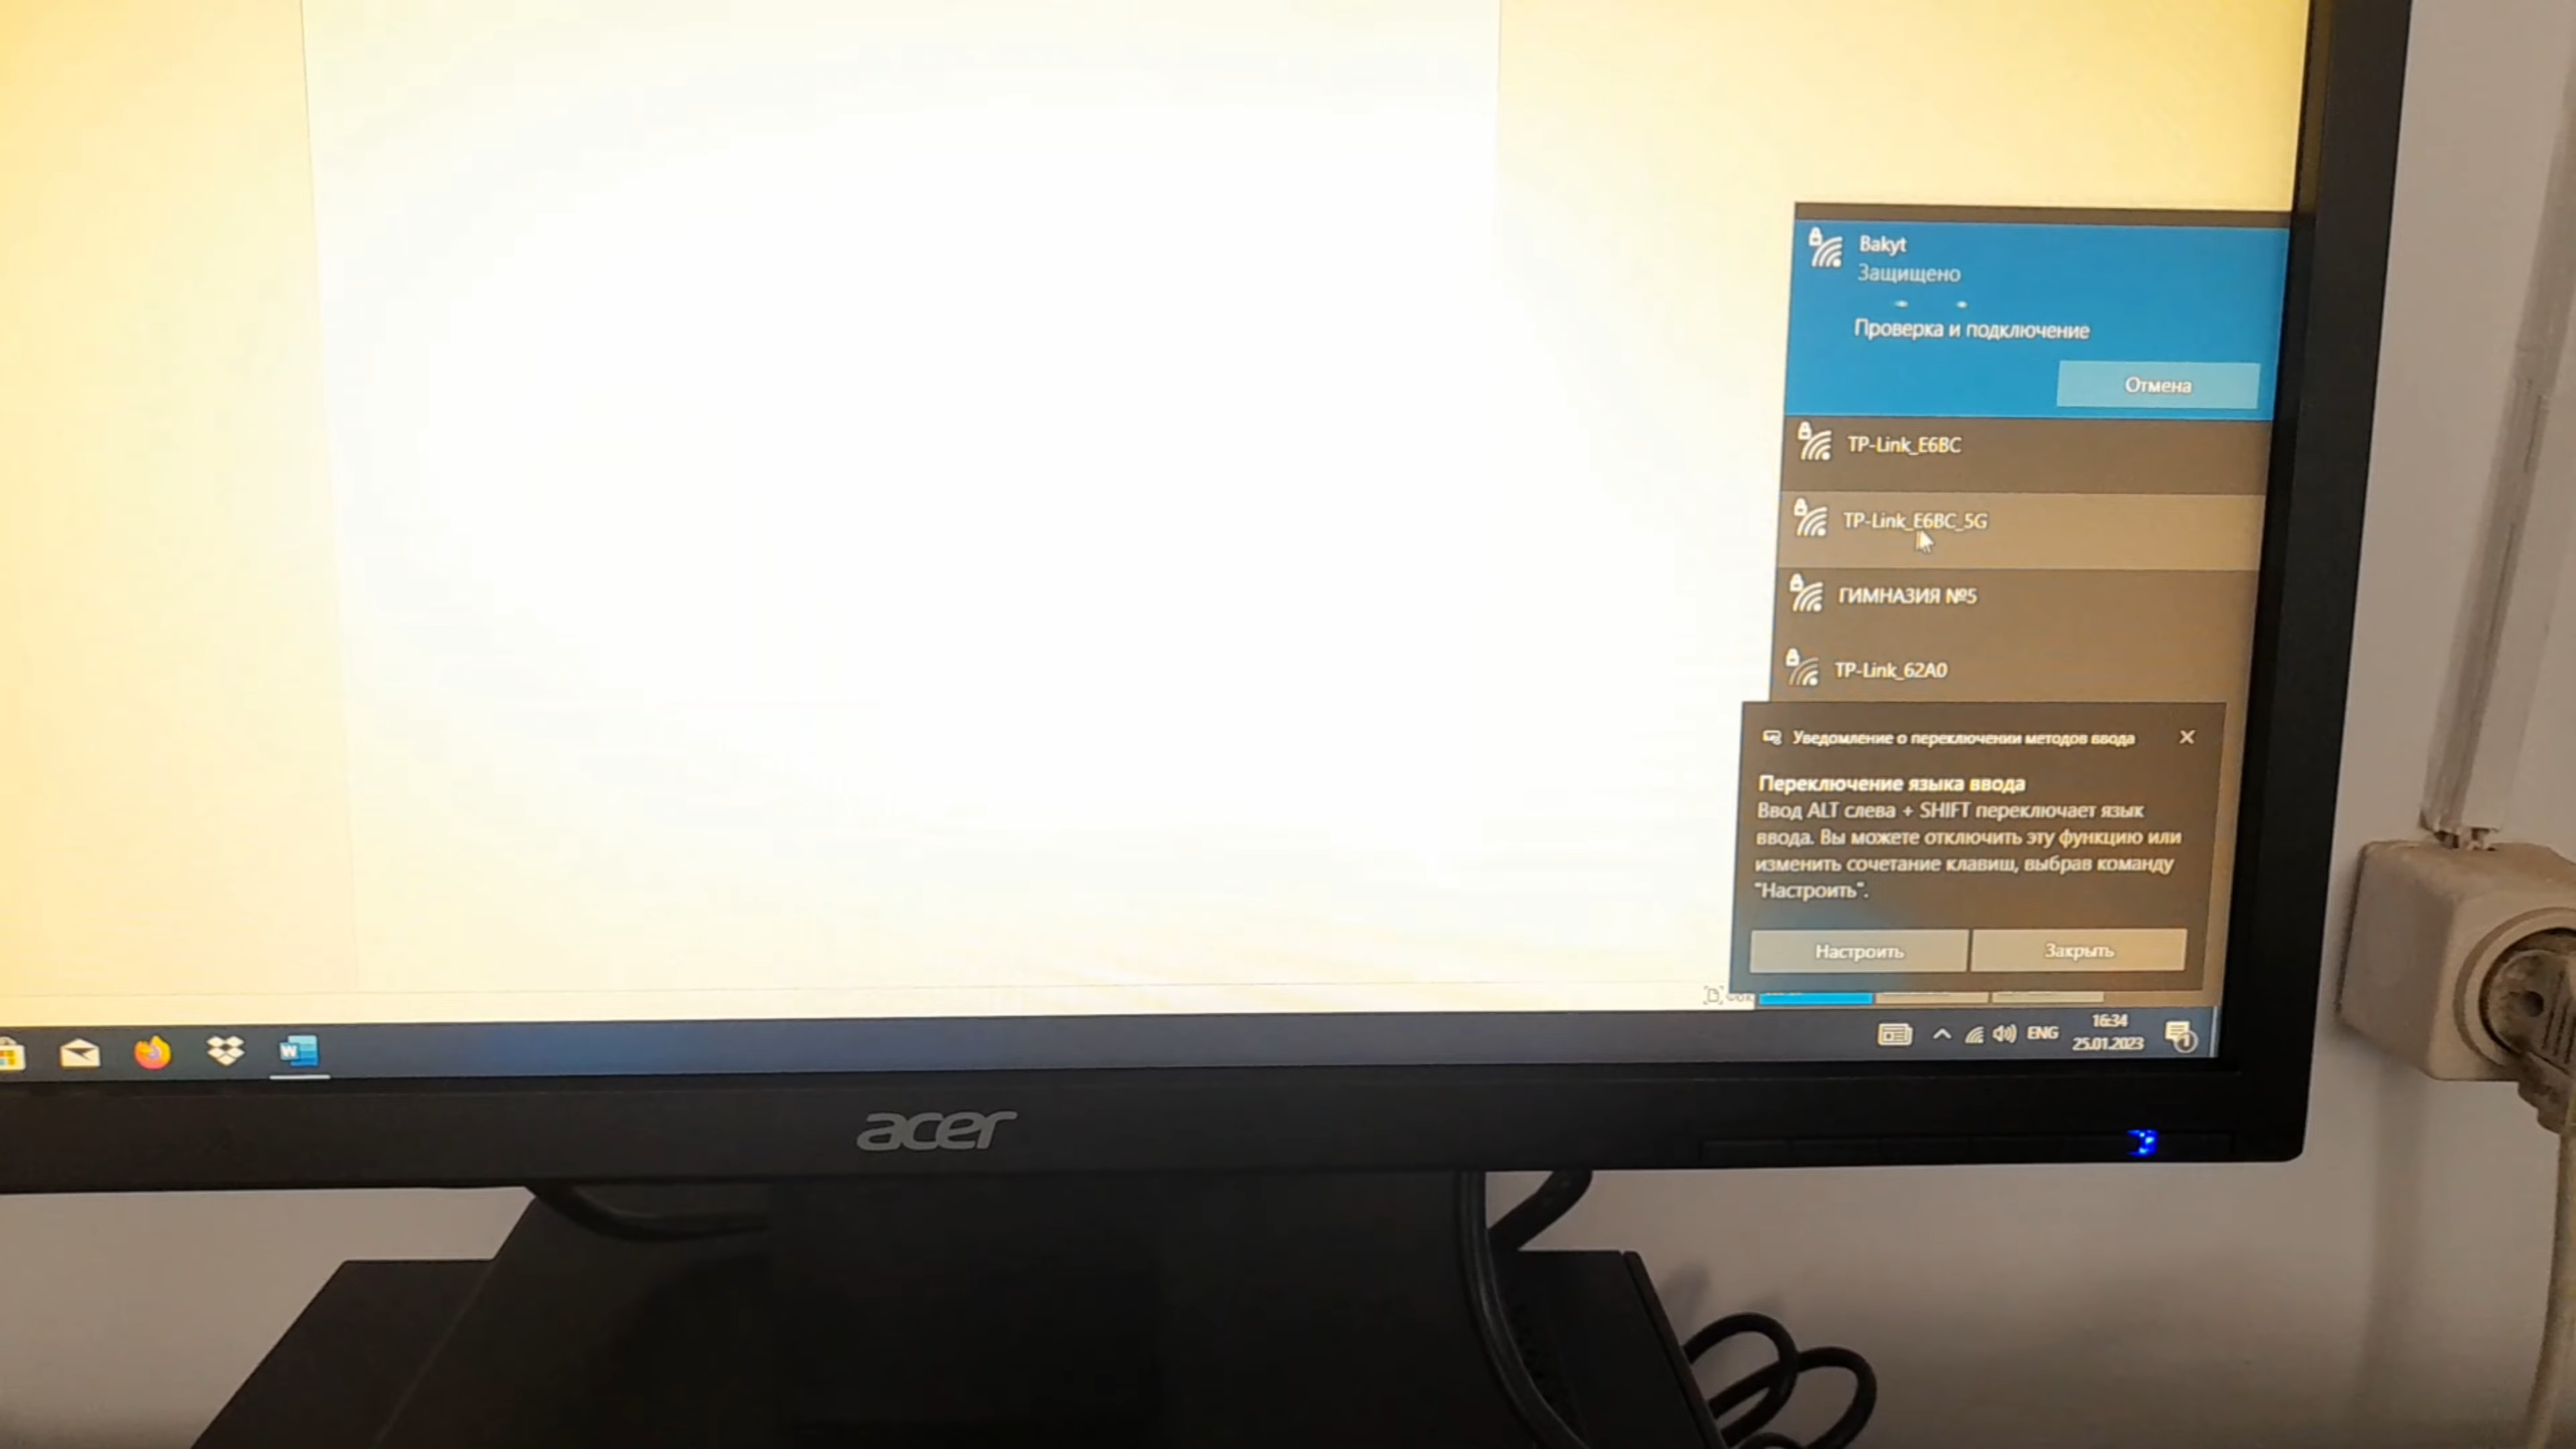 Bakyt
Защищено
Проверка и подключение
Отмена
TP-Link_E6BC
TP-Link_E6BC_5G
ГИМНАЗИЯ №5
TP-Link_62A0
Уведомление о переключении методов ввода
Переключение языка ввода
Ввод ALT слева + SHIFT переключает язык
ввода. Вы можете отключить эту функцию или
изменить сочетание клавиш, выбрав команду
"Настроить".
Настроить
Закрыть
W
ENG
16:34
25.01.2023
1
acer